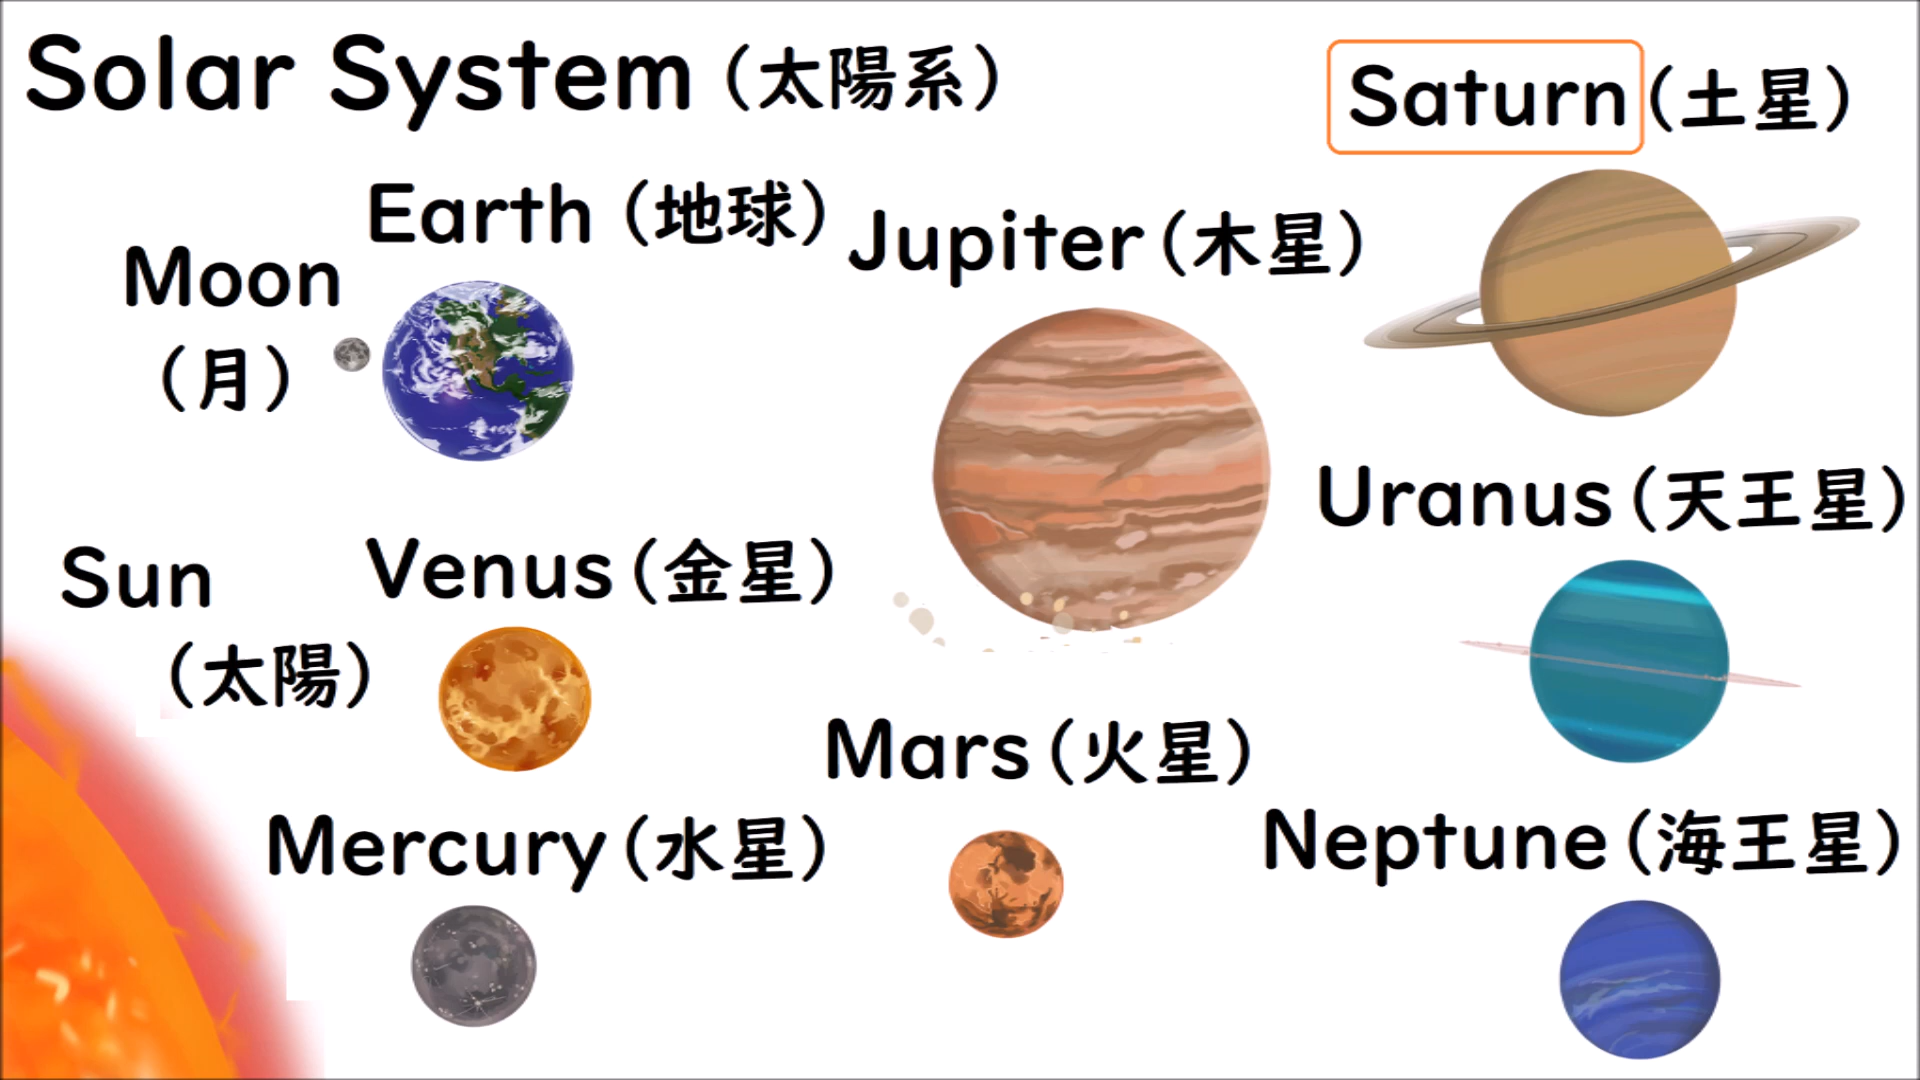 Solar System（太陽系）
Saturn（土星）
Earth（地球）
Jupiter（木星）
Moon
（月）
Uranus（天王星）
Sun
（太陽）
Venus（金星）
Mars（火星）
Mercury（水星）
Neptune（海王星）